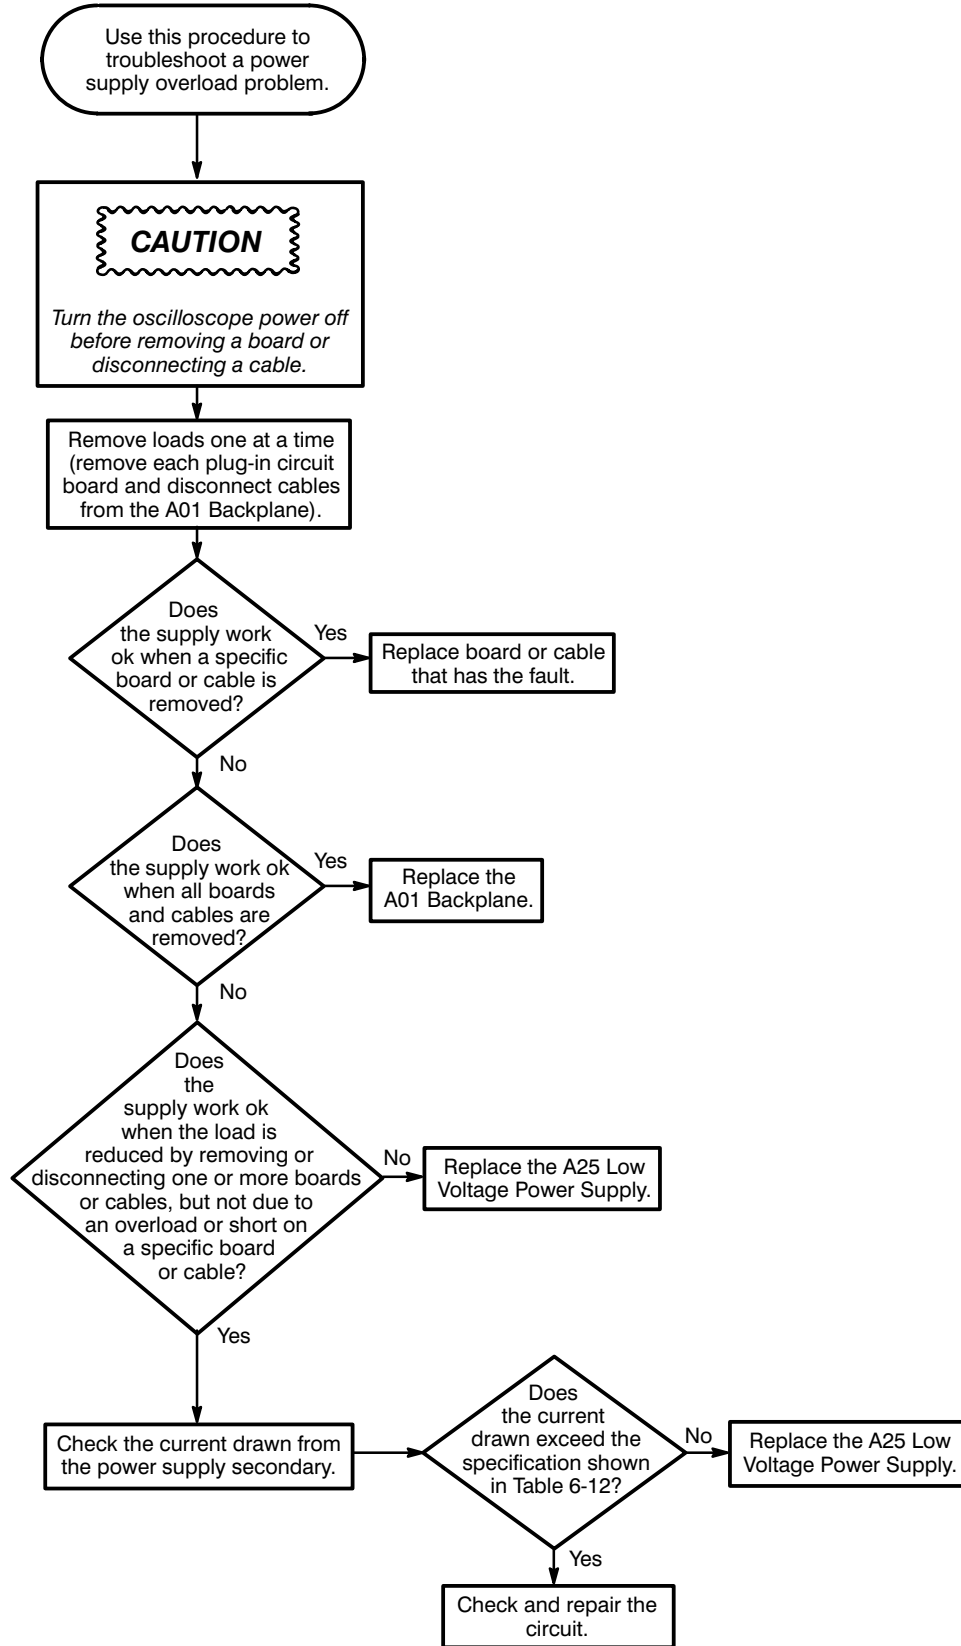 Use this procedure to
troubleshoot a power
supply overload problem.
CAUTION
Turn the oscilloscope power off
before removing a board or
disconnecting a cable.
Remove loads one at a time
(remove each plug-in circuit
board and disconnect cables
from the A01 Backplane).
Does
the supply work
ok when a specific
board or cable is
removed?
Yes
Replace board or cable
that has the fault.
No
Does
the supply work ok
when all boards
and cables are
removed?
Yes
Replace the
A01 Backplane.
No
Does
the
supply work ok
when the load is
reduced by removing or
disconnecting one or more boards
or cables, but not due to
an overload or short on
a specific board
or cable?
No
Replace the A25 Low
Voltage Power Supply.
Yes
Check the current drawn from
the power supply secondary.
Does
the current
drawn exceed the
specification shown
in Table 6-12?
No
Replace the A25 Low
Voltage Power Supply.
Yes
Check and repair the
circuit.